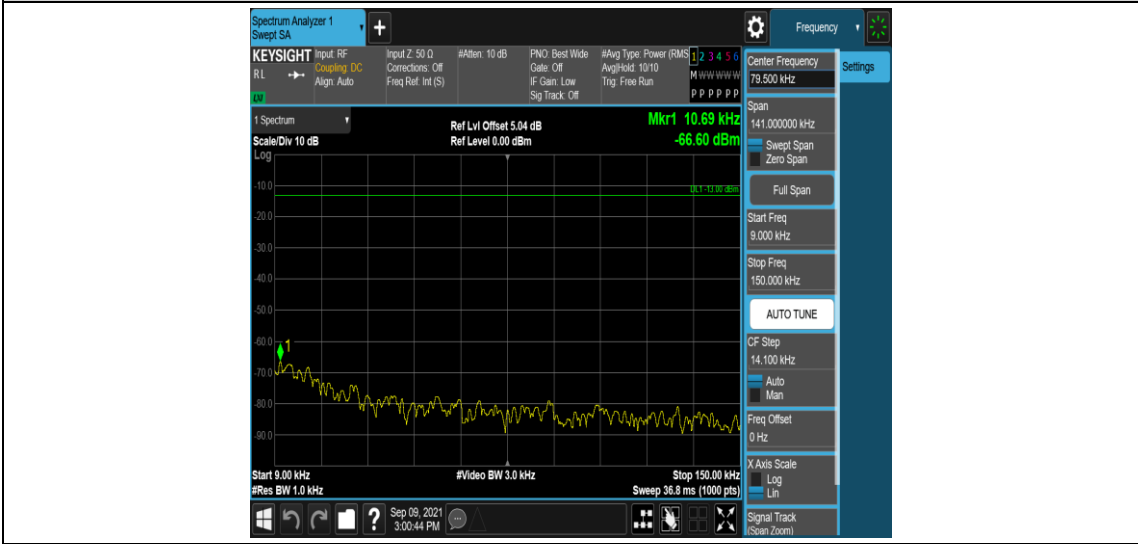 Spectrum Analyzer 1
Swept SA
+
Frequency
KEYSIGHT
RL
LXI
Input: RF
Coupling: DC
Align: Auto
Input Z: 50 Ω
Corrections: Off
Freq Ref: Int (S)
#Atten: 10 dB
PNO: Best Wide
Gate: Off
IF Gain: Low
Sig Track: Off
#Avg Type: Power (RMS
Avg|Hold: 10/10
Trig: Free Run
1 2 3 4 5 6
M W W W W W
P P P P P P
1 Spectrum
Scale/Div 10 dB
Log
Ref Lvl Offset 5.04 dB
Ref Level 0.00 dBm
Mkr1 10.69 kHz
-66.60 dBm
DL1 -13.00 dBm
-10.0
-20.0
-30.0
-40.0
-50.0
-60.0
1
-70.0
-80.0
-90.0
Start 9.00 kHz
#Video BW 3.0 kHz
Stop 150.00 kHz
#Res BW 1.0 kHz
Sweep 36.8 ms (1000 pts)
Center Frequency
79.500 kHz
Settings
Span
141.000000 kHz
Swept Span
Zero Span
Full Span
Start Freq
9.000 kHz
Stop Freq
150.000 kHz
AUTO TUNE
CF Step
14.100 kHz
Auto
Man
Freq Offset
0 Hz
X Axis Scale
Log
Lin
Signal Track
(Span Zoom)
?
Sep 09, 2021
3:00:44 PM